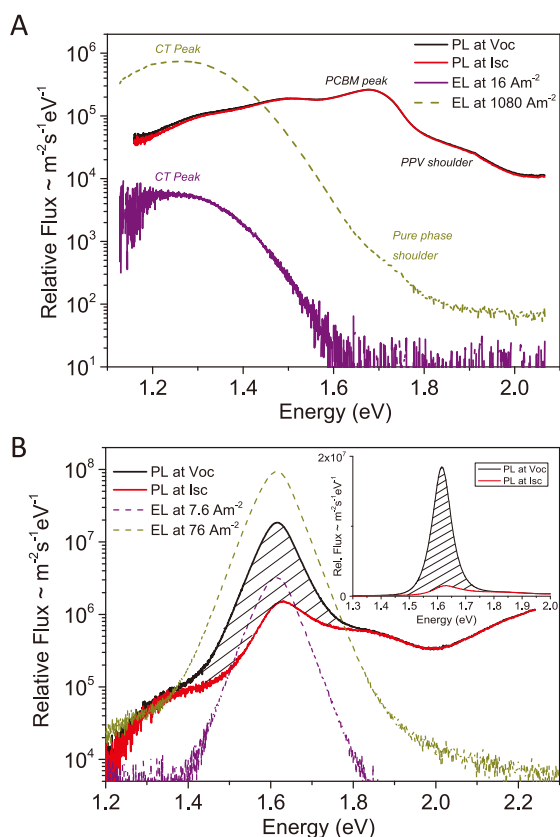 A
10⁶
10⁵
10⁴
10³
10²
10¹
Relative Flux ~ m⁻²s⁻¹eV⁻¹
CT Peak
PCBM peak
PL at Voc
PL at Isc
EL at 16 Am⁻²
EL at 1080 Am⁻²
CT Peak
PPV shoulder
Pure phase
shoulder
1.2 1.4 1.6 1.8 2.0
Energy (eV)
B
10⁸
10⁷
10⁶
10⁵
10⁴
Relative Flux ~ m⁻²s⁻¹eV⁻¹
PL at Voc
PL at Isc
EL at 7.6 Am⁻²
EL at 76 Am⁻²
2x10⁷
0
Rel. Flux ~ m⁻²s⁻¹eV⁻¹
PL at Voc
PL at Isc
1.3 1.4 1.5 1.6 1.7 1.8 1.9 2.0
Energy (eV)
1.2 1.4 1.6 1.8 2.0 2.2
Energy (eV)